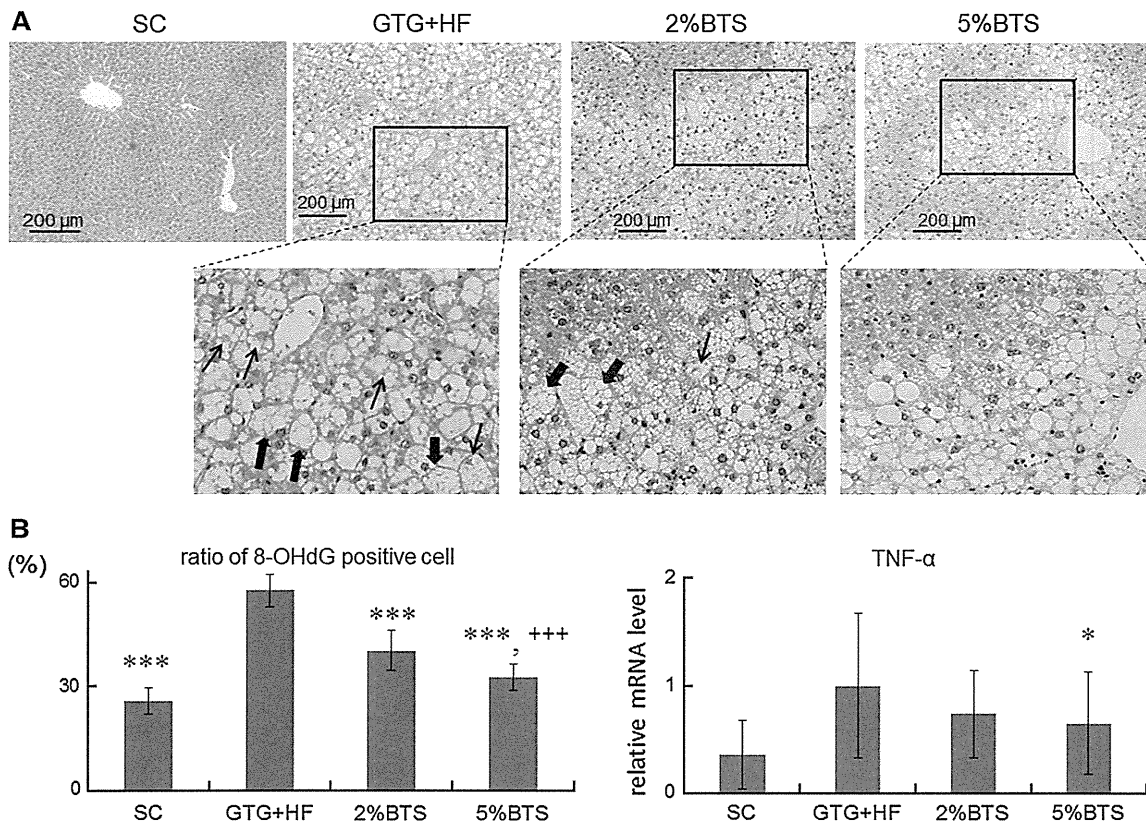 A
SC GTG+HF 2%BTS 5%BTS
200 µm 200 µm 200 µm 200 µm
B
(%)
ratio of 8-OHdG positive cell
60
30
0
*** *** ***, +++
SC GTG+HF 2%BTS 5%BTS
TNF-α
relative mRNA level
2
1
0
*
SC GTG+HF 2%BTS 5%BTS